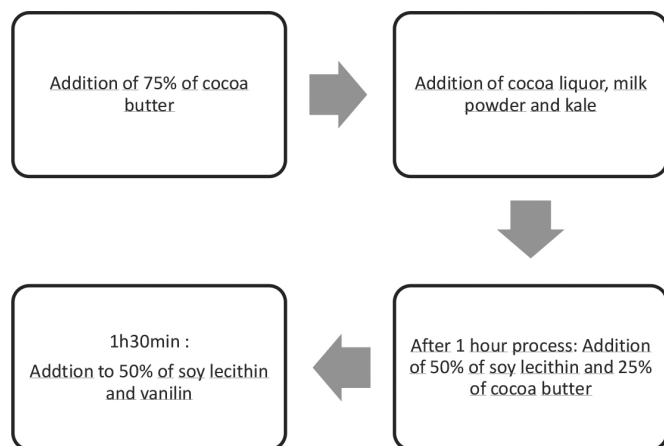 Addition of 75% of cocoa
butter
Addition of cocoa liquor, milk
powder and kale
After 1 hour process: Addition
of 50% of soy lecithin and 25%
of cocoa butter
1h30min :
Addtion to 50% of soy lecithin
and vanilin